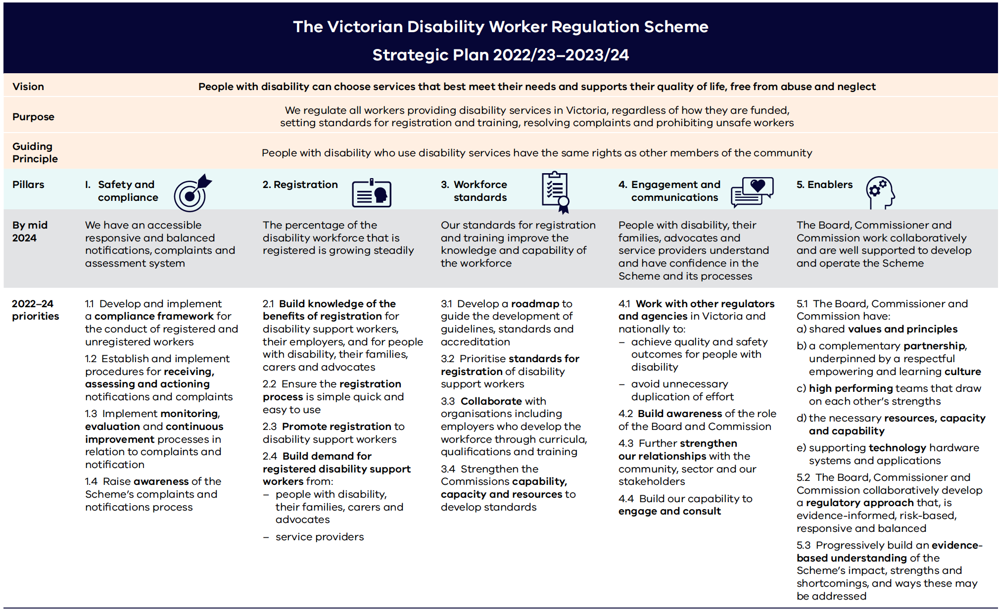 The Victorian Disability Worker Regulation Scheme
Strategic Plan 2022/23–2023/24
Vision
People with disability can choose services that best meet their needs and supports their quality of life, free from abuse and neglect
Purpose
We regulate all workers providing disability services in Victoria, regardless of how they are funded,
setting standards for registration and training, resolving complaints and prohibiting unsafe workers
Guiding
Principle
People with disability who use disability services have the same rights as other members of the community
Pillars
I. Safety and
compliance
2. Registration
3. Workforce
standards
4. Engagement and
communications
5. Enablers
By mid
2024
We have an accessible
responsive and balanced
notifications, complaints and
assessment system
The percentage of the
disability workforce that is
registered is growing steadily
Our standards for registration
and training improve the
knowledge and capability of
the workforce
People with disability, their
families, advocates and
service providers understand
and have confidence in the
Scheme and its processes
The Board, Commissioner and
Commission work collaboratively
and are well supported to develop
and operate the Scheme
2022–24
priorities
1.1 Develop and implement
a compliance framework for
the conduct of registered and
unregistered workers
1.2 Establish and implement
procedures for receiving,
assessing and actioning
notifications and complaints
1.3 Implement monitoring,
evaluation and continuous
improvement processes in
relation to complaints and
notification
1.4 Raise awareness of the
Scheme's complaints and
notifications process
2.1 Build knowledge of the
benefits of registration for
disability support workers,
their employers, and for people
with disability, their families,
carers and advocates
2.2 Ensure the registration
process is simple quick and
easy to use
2.3 Promote registration to
disability support workers
2.4 Build demand for
registered disability support
workers from:
– people with disability,
their families, carers and
advocates
– service providers
3.1 Develop a roadmap to
guide the development of
guidelines, standards and
accreditation
3.2 Prioritise standards for
registration of disability
support workers
3.3 Collaborate with
organisations including
employers who develop the
workforce through curricula,
qualifications and training
3.4 Strengthen the
Commissions capability,
capacity and resources to
develop standards
4.1 Work with other regulators
and agencies in Victoria and
nationally to:
– achieve quality and safety
outcomes for people with
disability
– avoid unnecessary
duplication of effort
4.2 Build awareness of the role
of the Board and Commission
4.3 Further strengthen
our relationships with the
community, sector and our
stakeholders
4.4 Build our capability to
engage and consult
5.1 The Board, Commissioner and
Commission have:
a) shared values and principles
b) a complementary partnership,
underpinned by a respectful
empowering and learning culture
c) high performing teams that draw
on each other's strengths
d) the necessary resources, capacity
and capability
e) supporting technology hardware
systems and applications
5.2 The Board, Commissioner and
Commission collaboratively develop
a regulatory approach that, is
evidence-informed, risk-based,
responsive and balanced
5.3 Progressively build an evidence-
based understanding of the
Scheme's impact, strengths and
shortcomings, and ways these may
be addressed